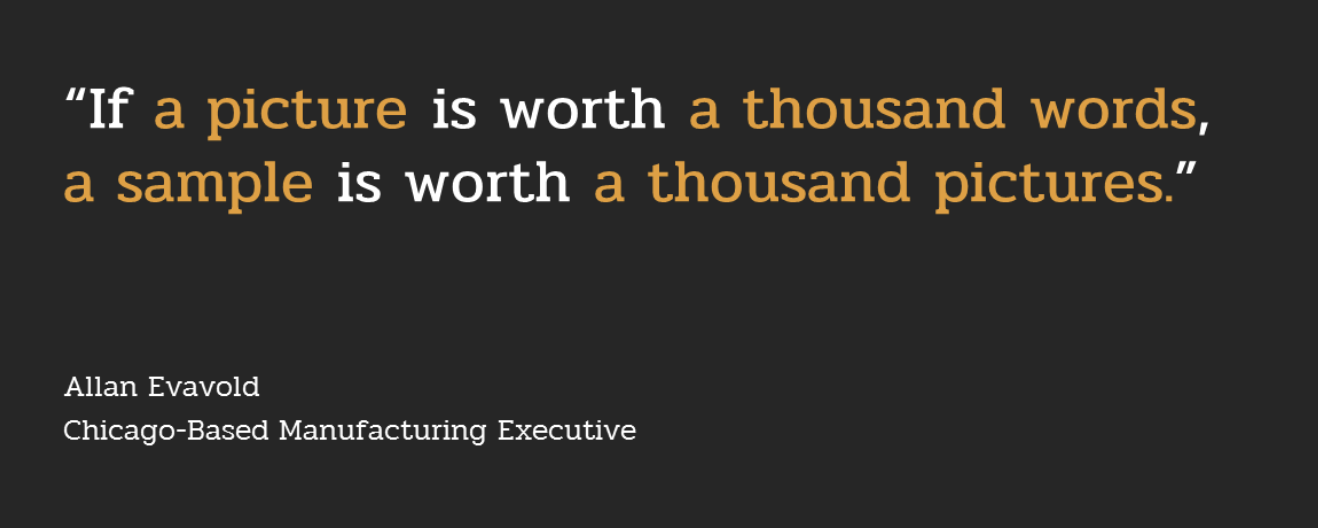 “If a picture is worth a thousand words,
a sample is worth a thousand pictures.”
Allan Evavold
Chicago-Based Manufacturing Executive